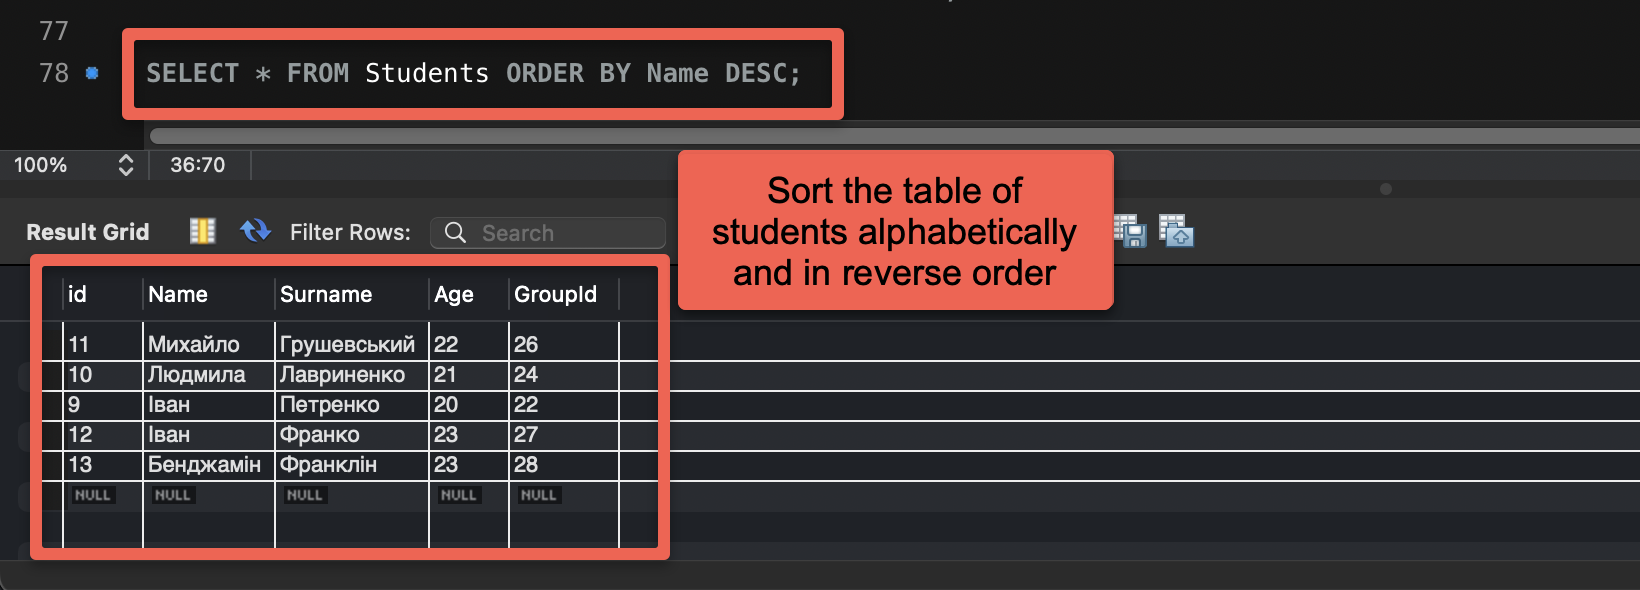 77
78 SELECT * FROM Students ORDER BY Name DESC;
100% 36:70
Sort the table of
students alphabetically
and in reverse order
Result Grid Filter Rows: Search
id Name Surname Age GroupId
11 Михайло Грушевський 22 26
10 Людмила Лавриненко 21 24
9 Іван Петренко 20 22
12 Іван Франко 23 27
13 Бенджамін Франклін 23 28
NULL NULL NULL NULL NULL